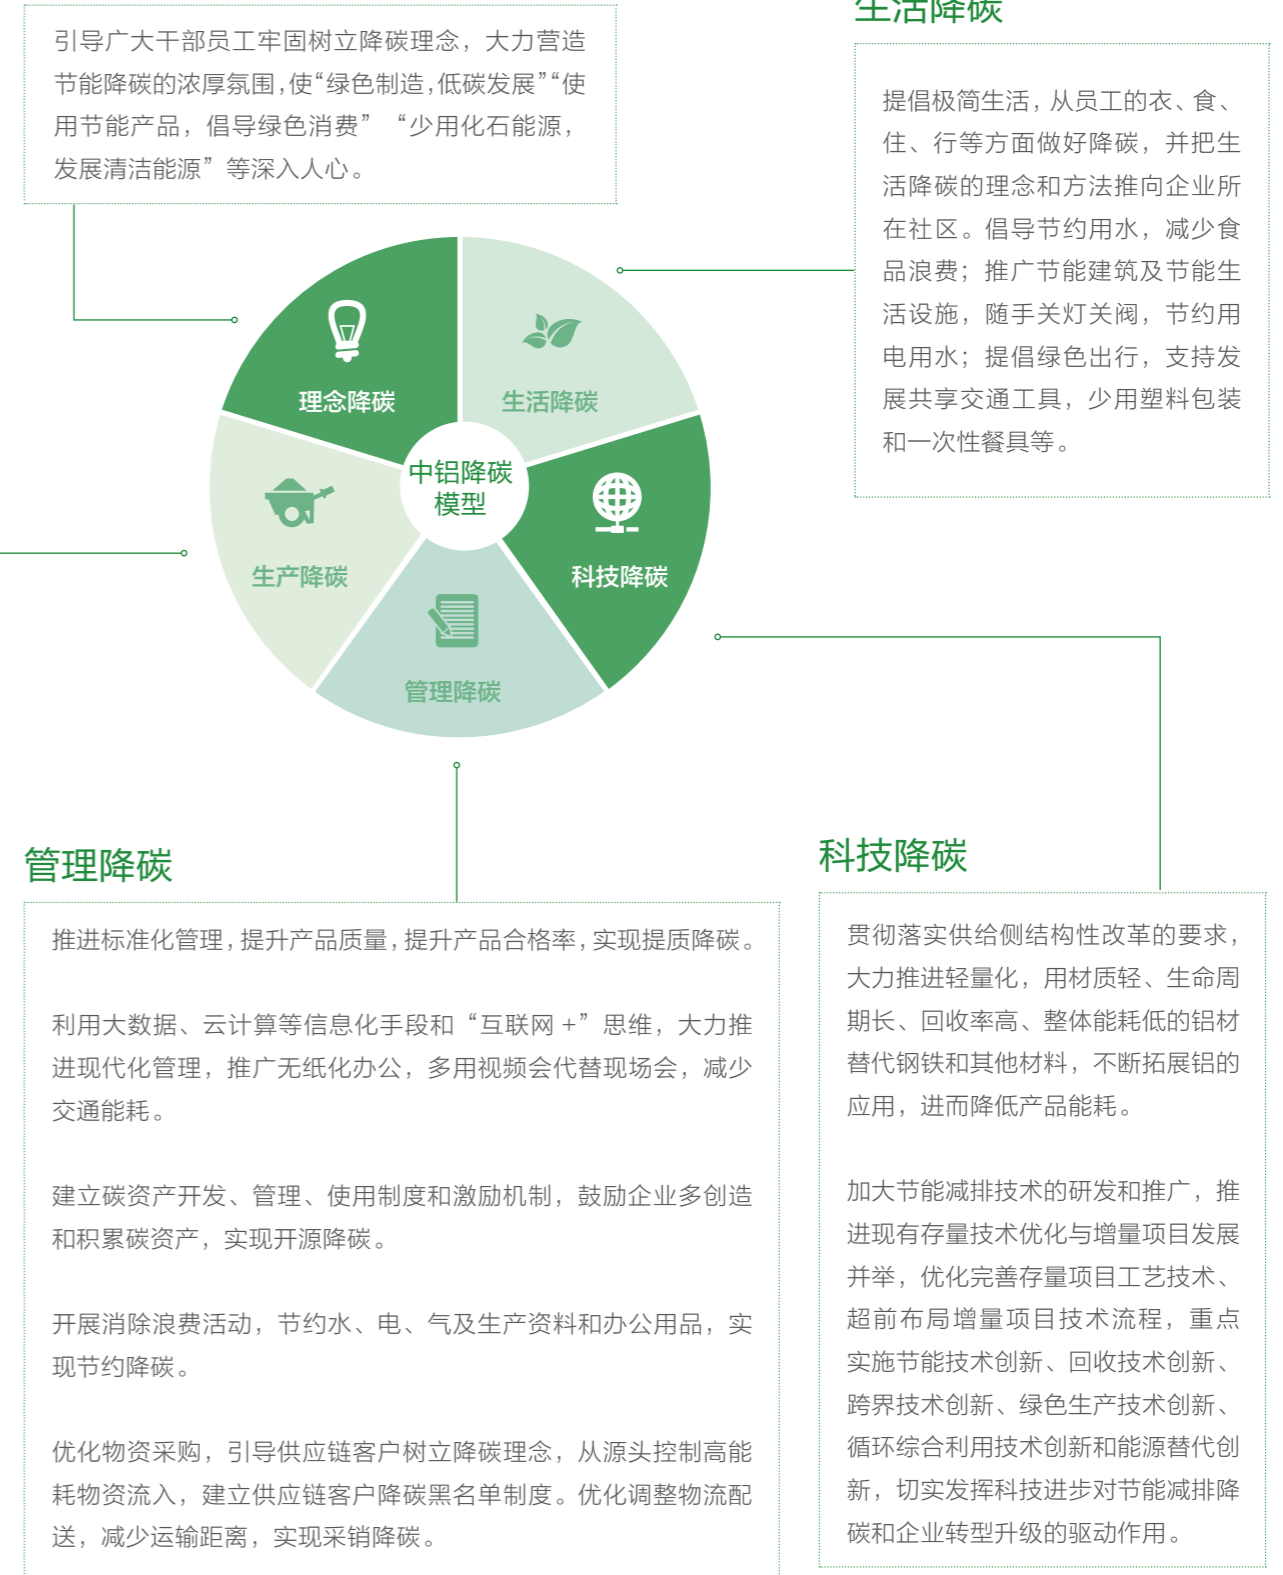 引导广大干部员工牢固树立降碳理念，大力营造
节能降碳的浓厚氛围，使“绿色制造，低碳发展”“使
用节能产品，倡导绿色消费” “少用化石能源，
发展清洁能源”等深入人心。
生活降碳
提倡极简生活，从员工的衣、食、
住、行等方面做好降碳，并把生
活降碳的理念和方法推向企业所
在社区。倡导节约用水，减少食
品浪费；推广节能建筑及节能生
活设施，随手关灯关阀，节约用
电用水；提倡绿色出行，支持发
展共享交通工具，少用塑料包装
和一次性餐具等。
理念降碳
生活降碳
中铝降碳
模型
生产降碳
科技降碳
管理降碳
管理降碳
推进标准化管理，提升产品质量，提升产品合格率，实现提质降碳。
利用大数据、云计算等信息化手段和“互联网 +”思维，大力推
进现代化管理，推广无纸化办公，多用视频会代替现场会，减少
交通能耗。
建立碳资产开发、管理、使用制度和激励机制，鼓励企业多创造
和积累碳资产，实现开源降碳。
开展消除浪费活动，节约水、电、气及生产资料和办公用品，实
现节约降碳。
优化物资采购，引导供应链客户树立降碳理念，从源头控制高能
耗物资流入，建立供应链客户降碳黑名单制度。优化调整物流配
送，减少运输距离，实现采销降碳。
科技降碳
贯彻落实供给侧结构性改革的要求，
大力推进轻量化，用材质轻、生命周
期长、回收率高、整体能耗低的铝材
替代钢铁和其他材料，不断拓展铝的
应用，进而降低产品能耗。
加大节能减排技术的研发和推广，推
进现有存量技术优化与增量项目发展
并举，优化完善存量项目工艺技术、
超前布局增量项目技术流程，重点
实施节能技术创新、回收技术创新、
跨界技术创新、绿色生产技术创新、
循环综合利用技术创新和能源替代创
新，切实发挥科技进步对节能减排降
碳和企业转型升级的驱动作用。